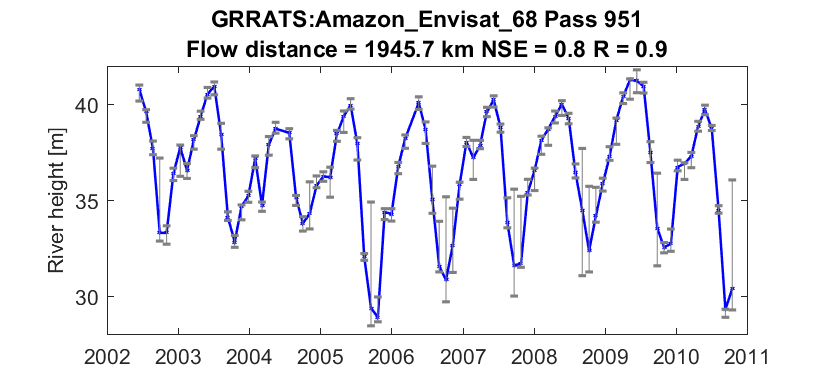 GRRATS:Amazon_Envisat_68 Pass 951
Flow distance = 1945.7 km NSE = 0.8 R = 0.9
River height [m]
40
35
30
2002 2003 2004 2005 2006 2007 2008 2009 2010 2011